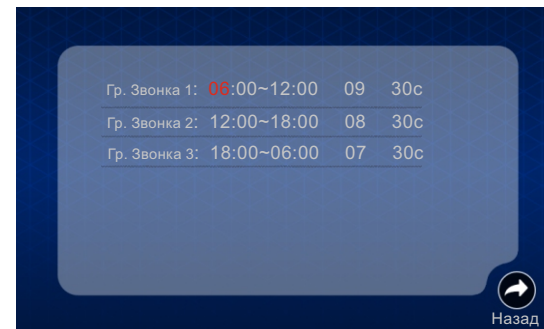 Гр. Звонка 1: 06:00~12:00 09 30с
Гр. Звонка 2: 12:00~18:00 08 30с
Гр. Звонка 3: 18:00~06:00 07 30с
Назад